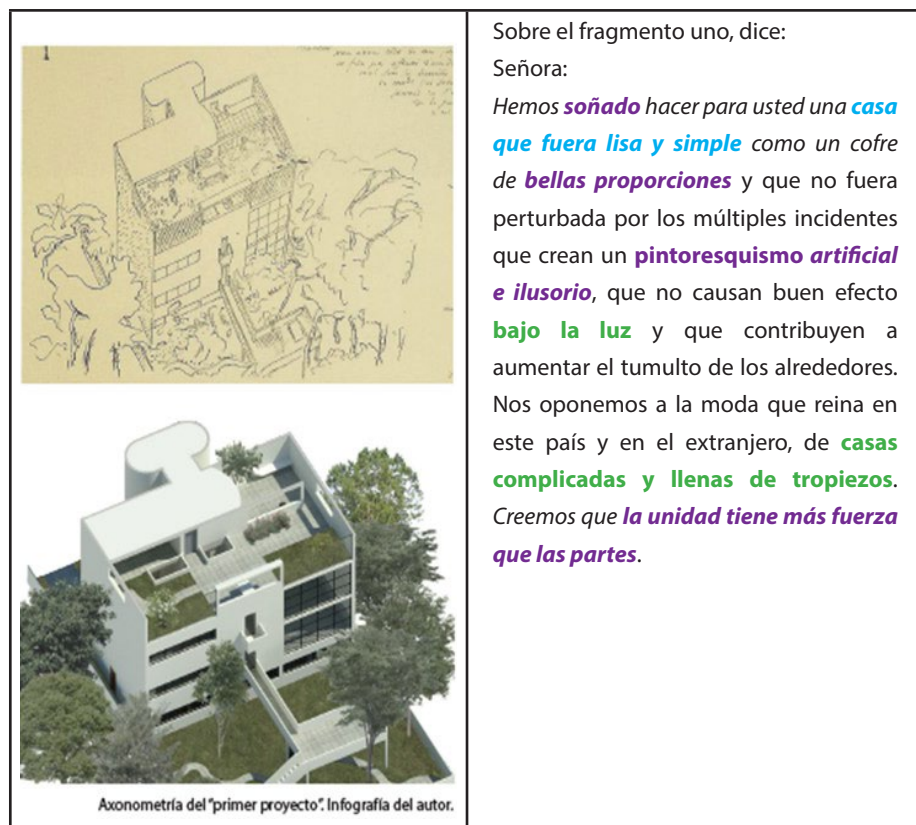 1
Axonometría del "primer proyecto". Infografía del autor.
Sobre el fragmento uno, dice:
Señora:
Hemos soñado hacer para usted una casa
que fuera lisa y simple como un cofre
de bellas proporciones y que no fuera
perturbada por los múltiples incidentes
que crean un pintoresquismo artificial
e ilusorio, que no causan buen efecto
bajo la luz y que contribuyen a
aumentar el tumulto de los alrededores.
Nos oponemos a la moda que reina en
este país y en el extranjero, de casas
complicadas y llenas de tropiezos.
Creemos que la unidad tiene más fuerza
que las partes.